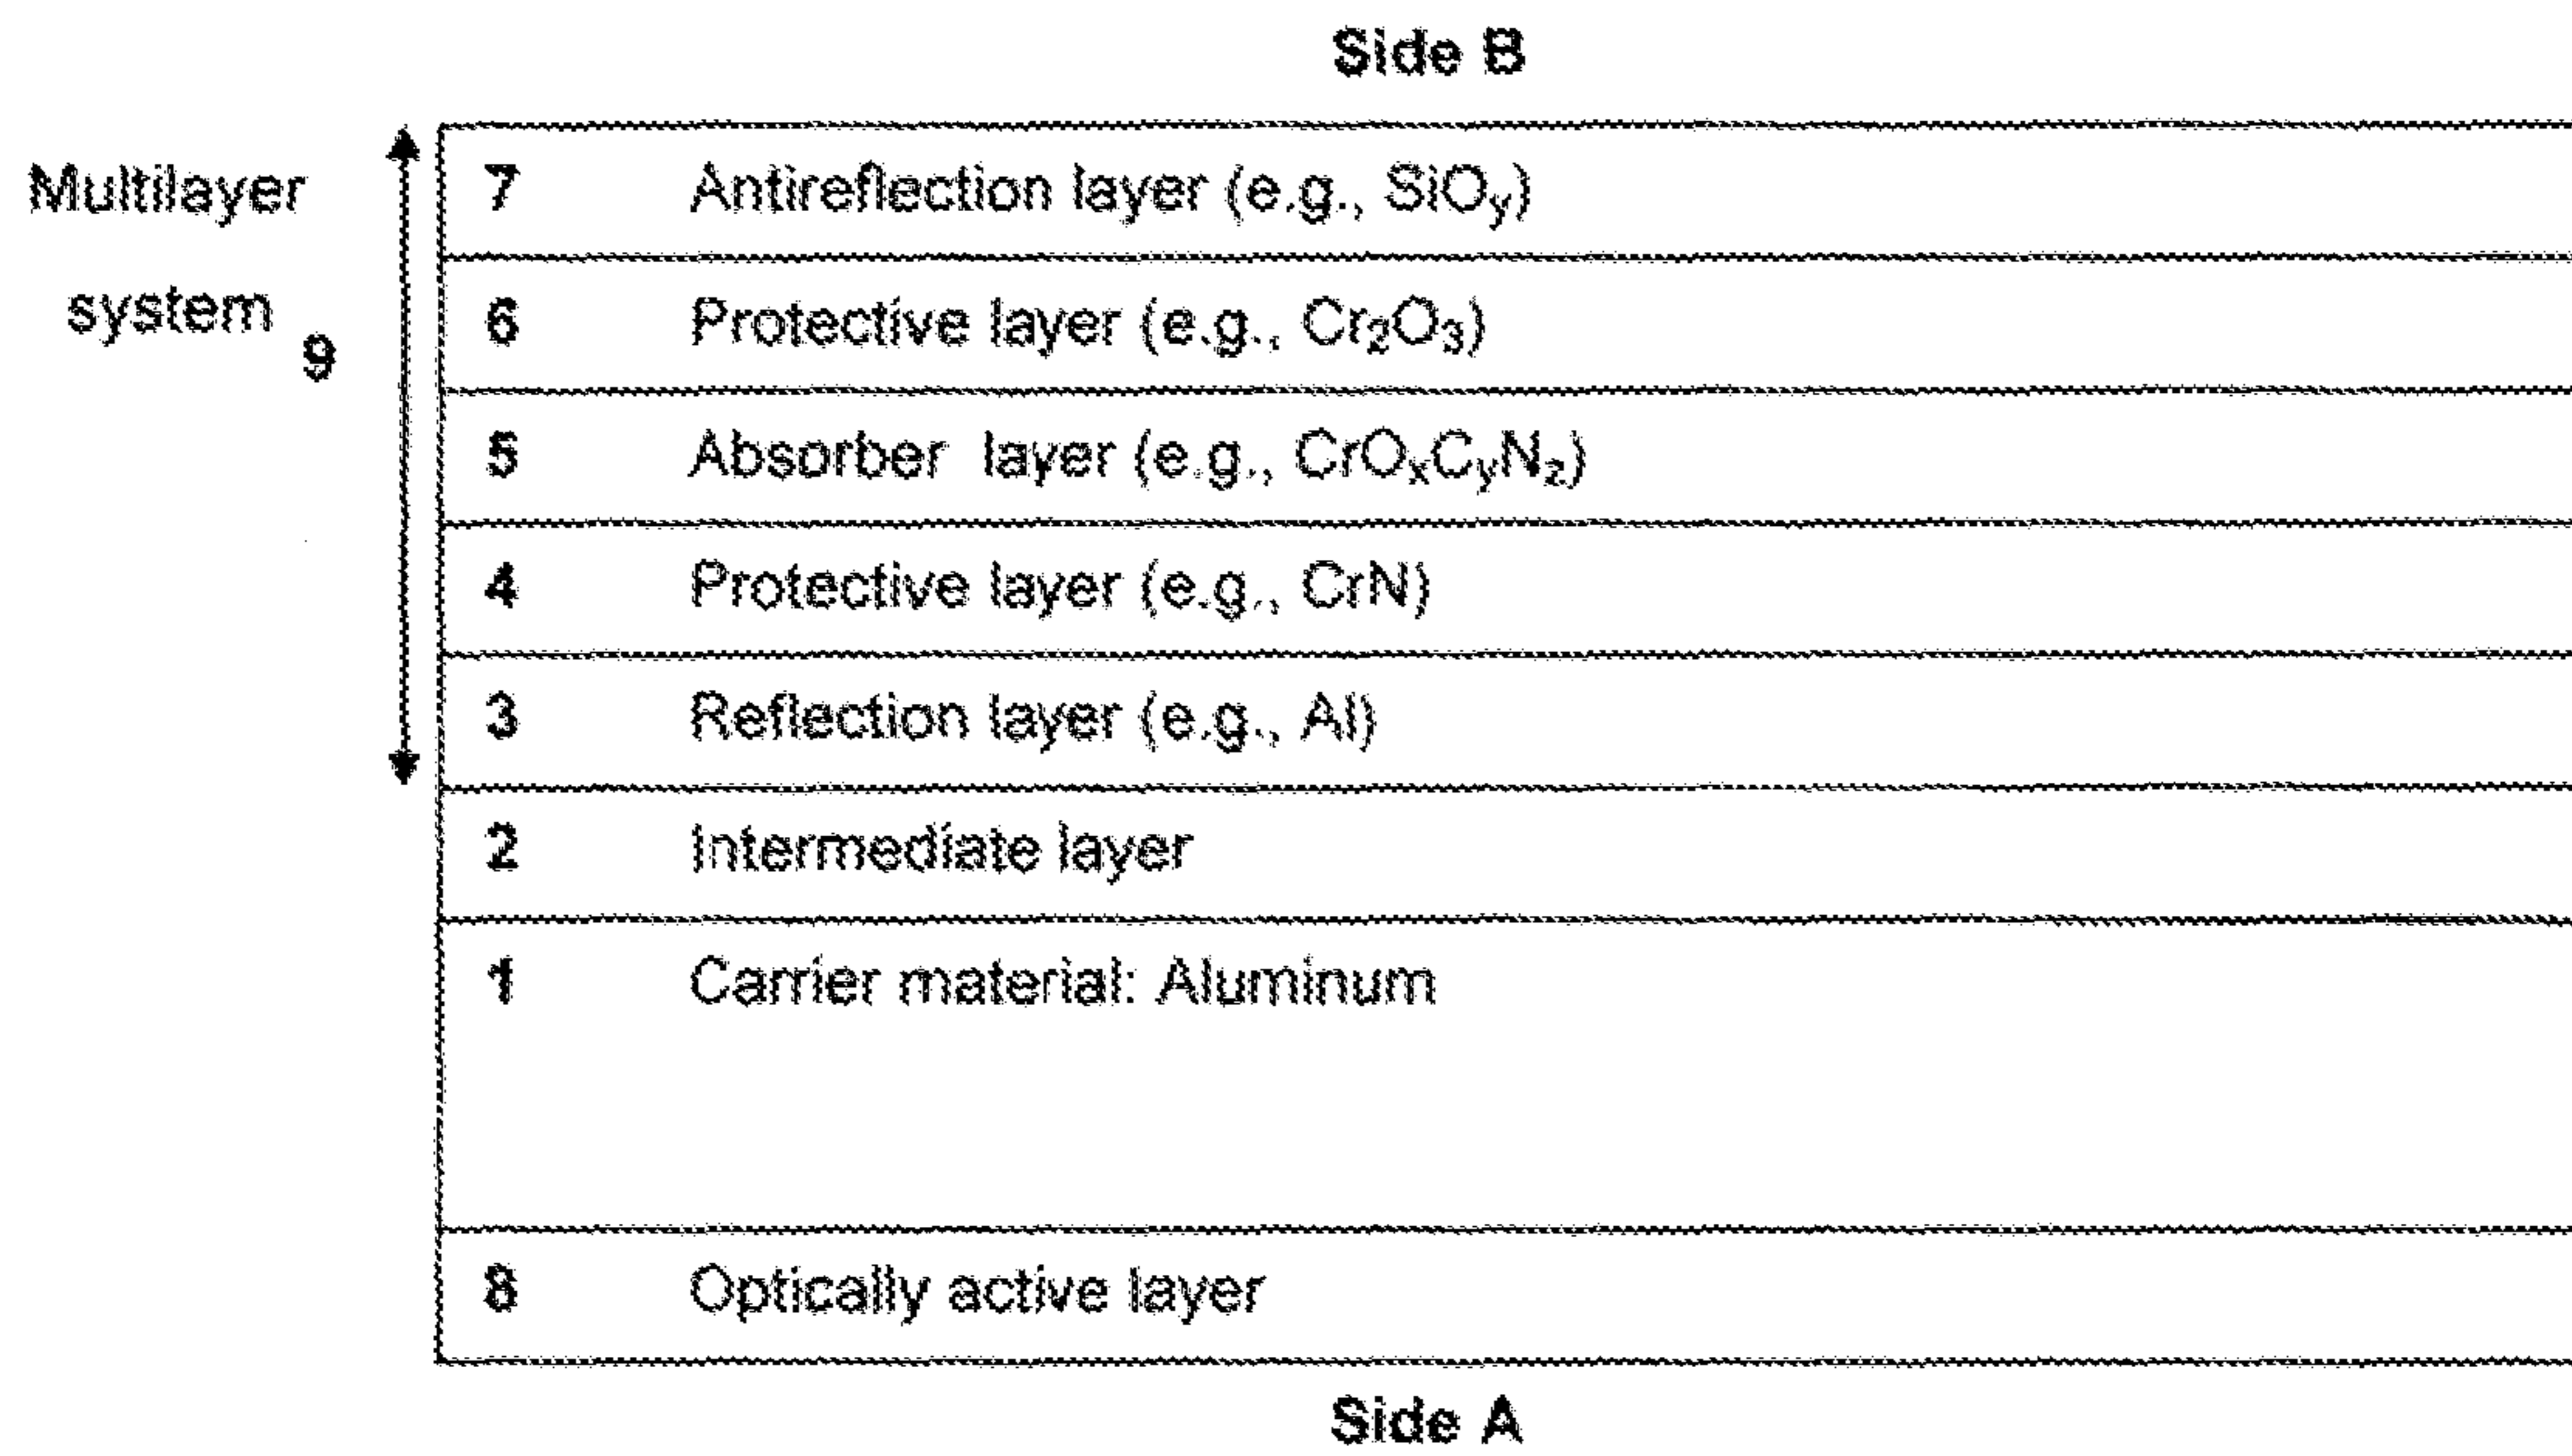 Side B
Multilayer
system 9
7 Antireflection layer (e.g., SiOy)
6 Protective layer (e.g., Cr2O3)
5 Absorber layer (e.g., CrOxCyNz)
4 Protective layer (e.g., CrN)
3 Reflection layer (e.g., Al)
2 Intermediate layer
1 Carrier material: Aluminum
8 Optically active layer
Side A